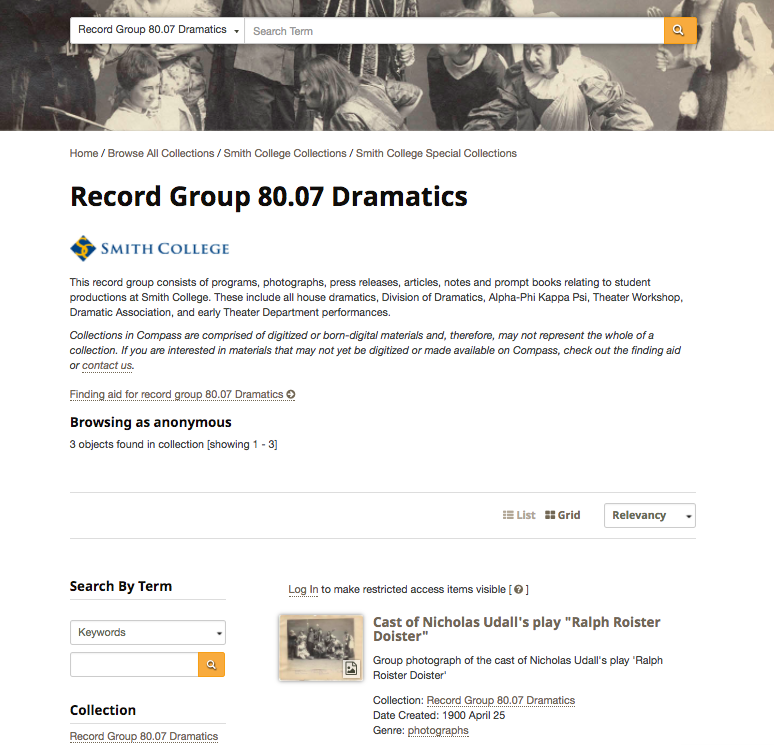 Record Group 80.07 Dramatics
Search Term
Home / Browse All Collections / Smith College Collections / Smith College Special Collections
Record Group 80.07 Dramatics
SMITH COLLEGE
This record group consists of programs, photographs, press releases, articles, notes and prompt books relating to student
productions at Smith College. These include all house dramatics, Division of Dramatics, Alpha-Phi Kappa Psi, Theater Workshop,
Dramatic Association, and early Theater Department performances.
Collections in Compass are comprised of digitized or born-digital materials and, therefore, may not represent the whole of a
collection. If you are interested in materials that may not yet be digitized or made available on Compass, check out the finding aid
or contact us.
Finding aid for record group 80.07 Dramatics
Browsing as anonymous
3 objects found in collection [showing 1 - 3]
List Grid Relevancy
Search By Term
Keywords
Collection
Record Group 80.07 Dramatics
Log In to make restricted access items visible [ ? ]
Cast of Nicholas Udall's play "Ralph Roister
Doister"
Group photograph of the cast of Nicholas Udall's play 'Ralph
Roister Doister'
Collection: Record Group 80.07 Dramatics
Date Created: 1900 April 25
Genre: photographs